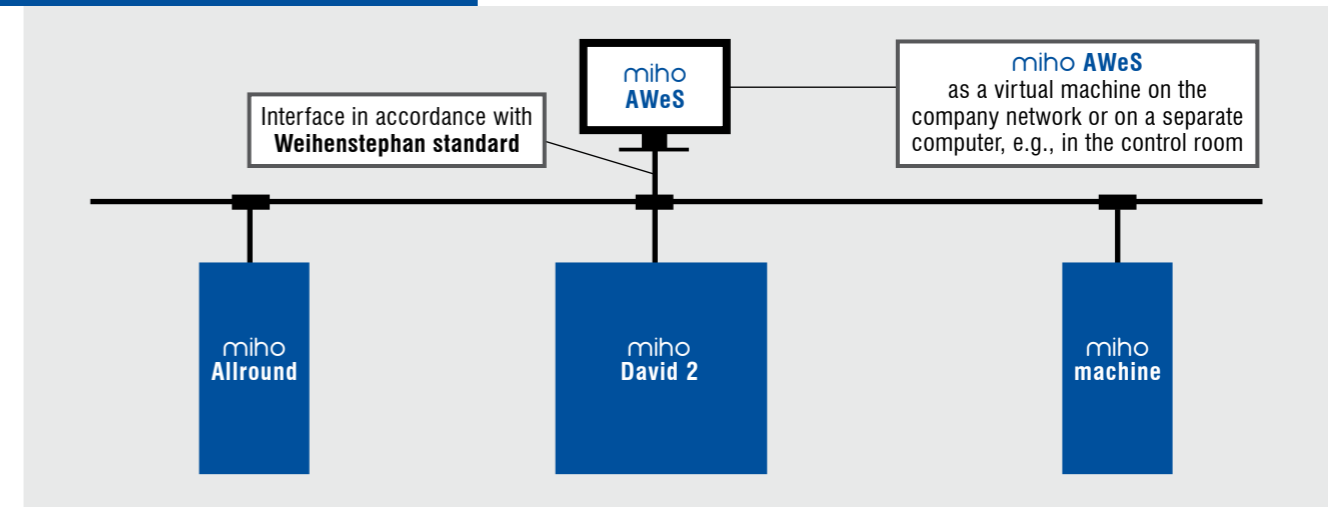 miho
AWeS
miho AWeS
as a virtual machine on the
company network or on a separate
computer, e.g., in the control room
Interface in accordance with
Weihenstephan standard
miho
Allround
miho
David 2
miho
machine